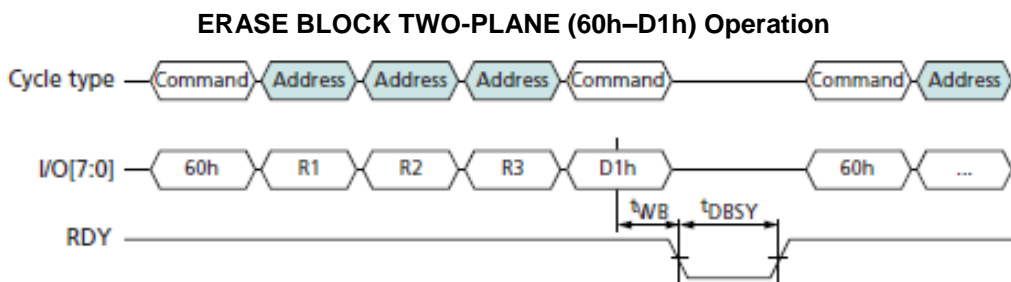 ERASE BLOCK TWO-PLANE (60h–D1h) Operation
Cycle type Command Address Address Address Command Command Address
I/O[7:0] 60h R1 R2 R3 D1h 60h ...
tWB tDBSY
RDY